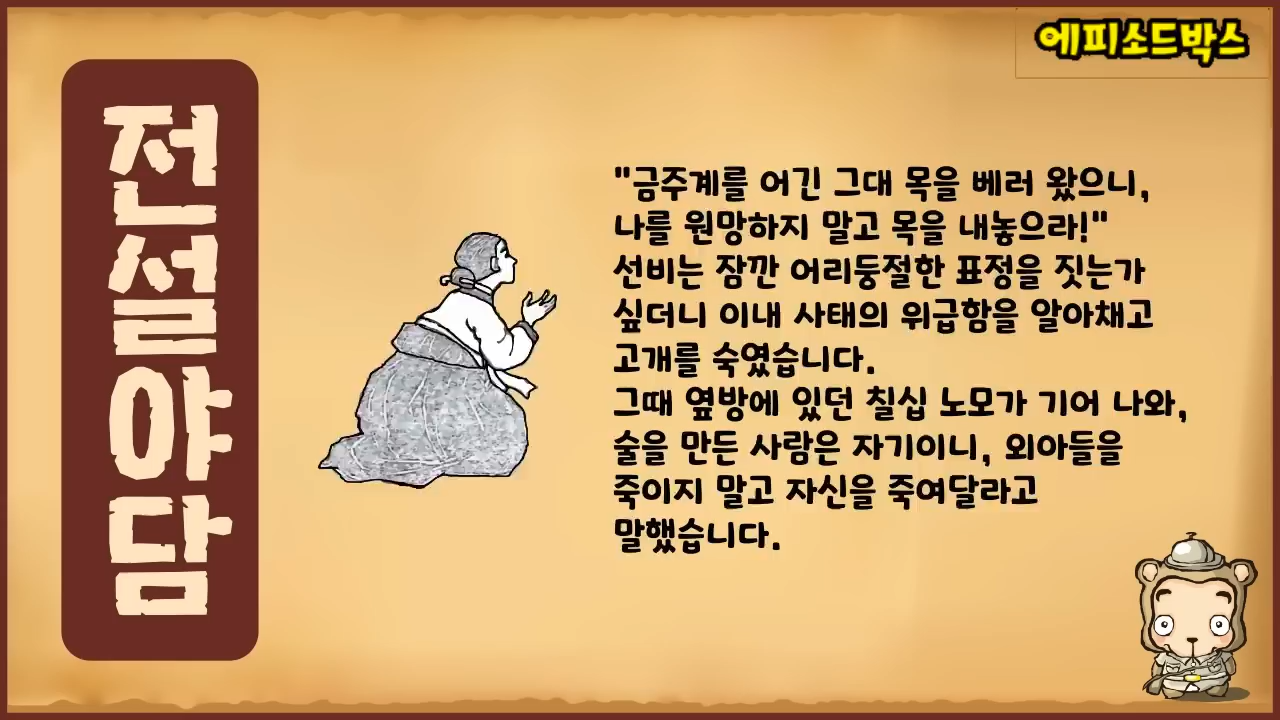 에피소드박스
전설야담
"금주계를 어긴 그대 목을 베러 왔으니,
나를 원망하지 말고 목을 내놓으라!"
선비는 잠깐 어리둥절한 표정을 짓는가
싶더니 이내 사태의 위급함을 알아채고
고개를 숙였습니다.
그때 옆방에 있던 칠십 노모가 기어 나와,
술을 만든 사람은 자기이니, 외아들을
죽이지 말고 자신을 죽여달라고
말했습니다.